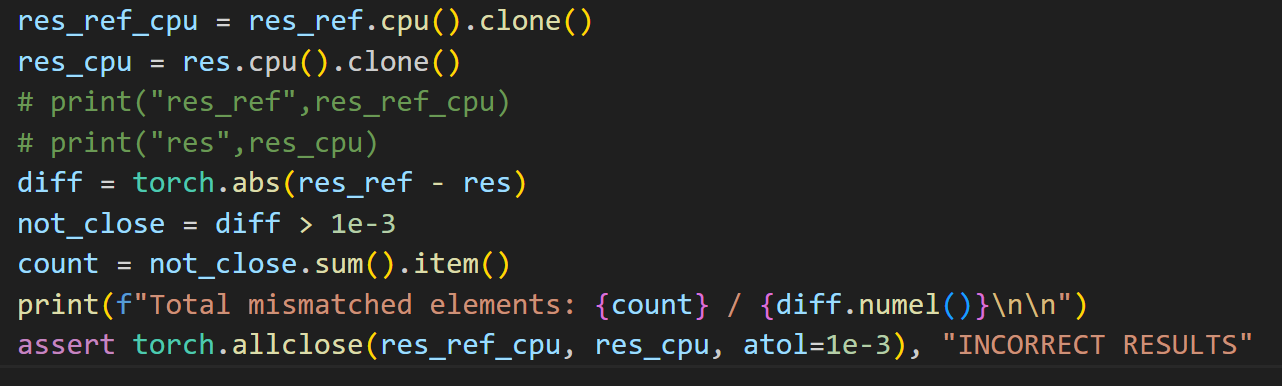 res_ref_cpu = res_ref.cpu().clone()
res_cpu = res.cpu().clone()
# print("res_ref",res_ref_cpu)
# print("res",res_cpu)
diff = torch.abs(res_ref - res)
not_close = diff > 1e-3
count = not_close.sum().item()
print(f"Total mismatched elements: {count} / {diff.numel()}\n\n")
assert torch.allclose(res_ref_cpu, res_cpu, atol=1e-3), "INCORRECT RESULTS"